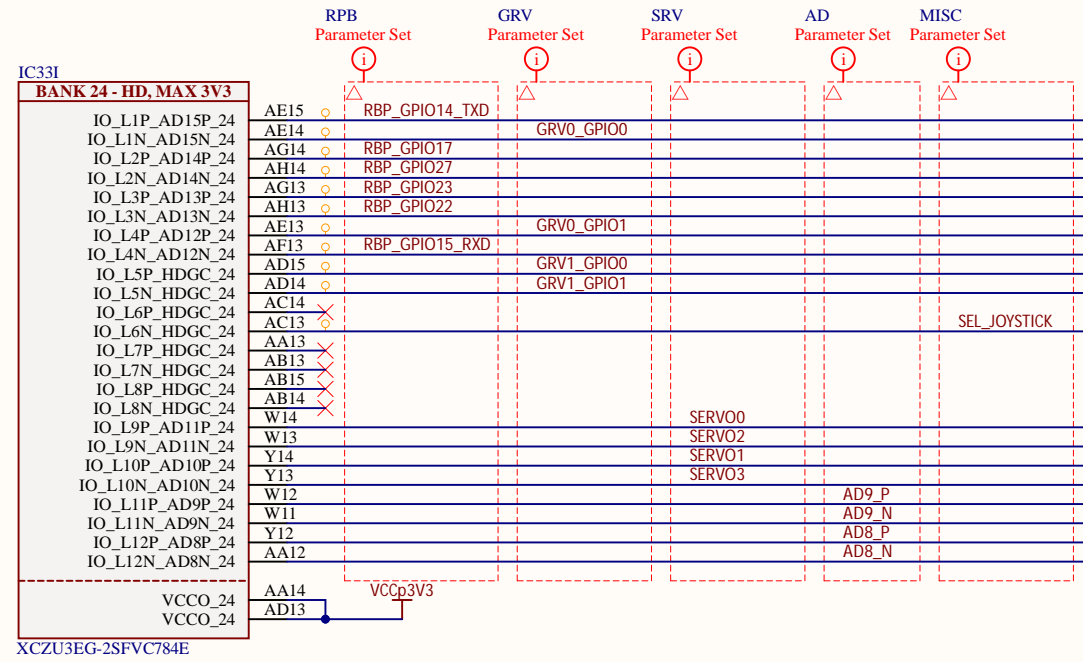 RPB GRV SRV AD MISC
Parameter Set Parameter Set Parameter Set Parameter Set Parameter Set
i i i i i
IC33I
BANK 24 - HD, MAX 3V3
IO_L1P_AD15P_24 AE15 RBP_GPIO14_TXD
IO_L1N_AD15N_24 AE14 GRV0_GPIO0
IO_L2P_AD14P_24 AG14 RBP_GPIO17
IO_L2N_AD14N_24 AH14 RBP_GPIO27
IO_L3P_AD13P_24 AG13 RBP_GPIO23
IO_L3N_AD13N_24 AH13 RBP_GPIO22
IO_L4P_AD12P_24 AE13 GRV0_GPIO1
IO_L4N_AD12N_24 AF13 RBP_GPIO15_RXD
IO_L5P_HDGC_24 AD15 GRV1_GPIO0
IO_L5N_HDGC_24 AD14 GRV1_GPIO1
IO_L6P_HDGC_24 AC14
IO_L6N_HDGC_24 AC13 SEL_JOYSTICK
IO_L7P_HDGC_24 AA13
IO_L7N_HDGC_24 AB13
IO_L8P_HDGC_24 AB15
IO_L8N_HDGC_24 AB14
IO_L9P_AD11P_24 W14 SERVO0
IO_L9N_AD11N_24 W13 SERVO2
IO_L10P_AD10P_24 Y14 SERVO1
IO_L10N_AD10N_24 Y13 SERVO3
IO_L11P_AD9P_24 W12 AD9_P
IO_L11N_AD9N_24 W11 AD9_N
IO_L12P_AD8P_24 Y12 AD8_P
IO_L12N_AD8N_24 AA12 AD8_N
VCCO_24 AA14 VCCp3V3
VCCO_24 AD13
XCZU3EG-2SFVC784E